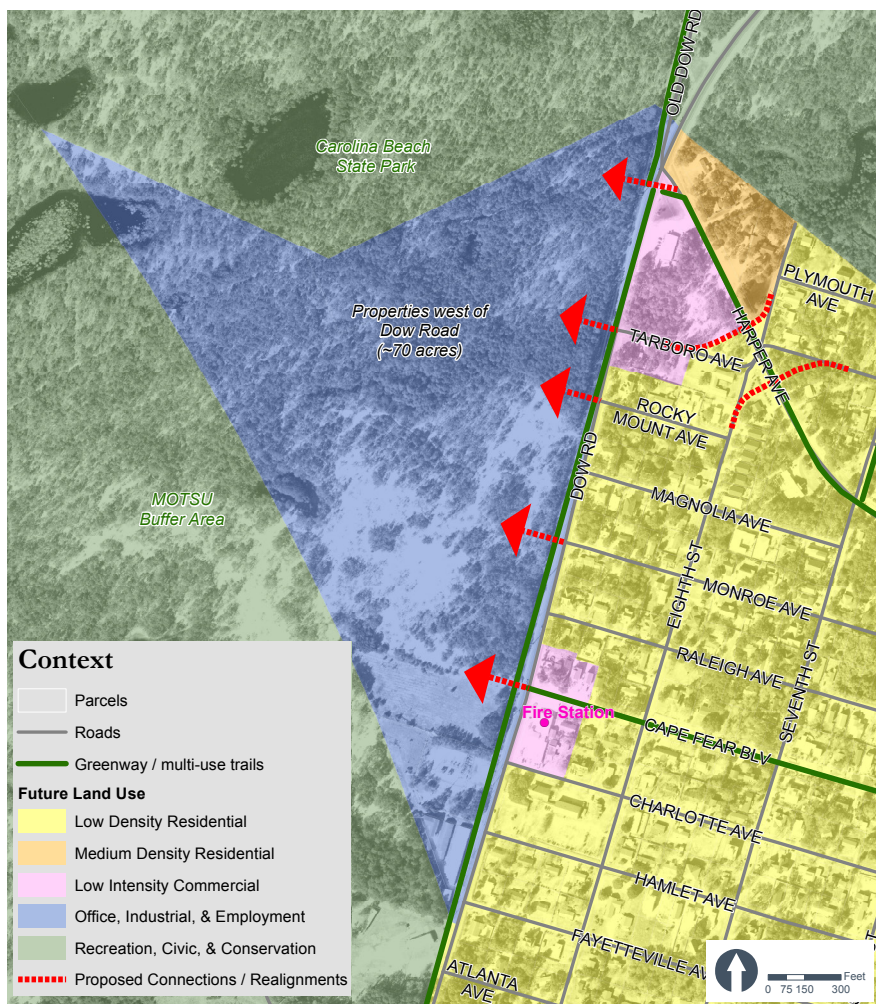 OLD DOW RD
Carolina Beach
State Park
PLYMOUTH
AVE
Properties west of
Dow Road
(~70 acres)
HARPER AVE
TARBORO AVE
ROCKY
MOUNT AVE
DOW RD
MAGNOLIA AVE
MOTSU
Buffer Area
EIGHTH ST
MONROE AVE
RALEIGH AVE
SEVENTH ST
Fire Station
CAPE FEAR BLV
CHARLOTTE AVE
HAMLET AVE
FAYETTEVILLE AV
ATLANTA
AVE
Context
Parcels
Roads
Greenway / multi-use trails
Future Land Use
Low Density Residential
Medium Density Residential
Low Intensity Commercial
Office, Industrial, & Employment
Recreation, Civic, & Conservation
Proposed Connections / Realignments
Feet
0 75 150 300